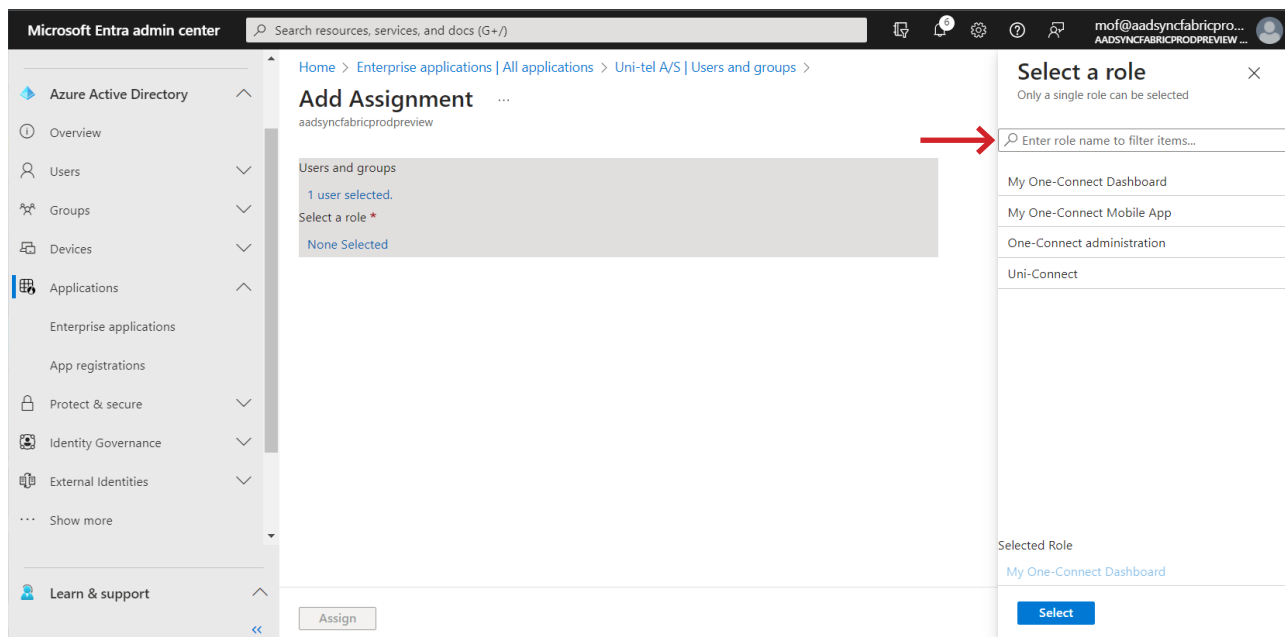 Microsoft Entra admin center
Search resources, services, and docs (G+/)
6
mof@aadsyncfabricpro...
AADSYNCFABRICPRODPREVIEW ...
Azure Active Directory
Overview
Users
Groups
Devices
Applications
Enterprise applications
App registrations
Protect & secure
Identity Governance
External Identities
Show more
Learn & support
Home > Enterprise applications | All applications > Uni-tel A/S | Users and groups >
Add Assignment ...
aadsyncfabricprodpreview
Users and groups
1 user selected.
Select a role *
None Selected
Assign
Select a role
Only a single role can be selected
Enter role name to filter items...
My One-Connect Dashboard
My One-Connect Mobile App
One-Connect administration
Uni-Connect
Selected Role
My One-Connect Dashboard
Select